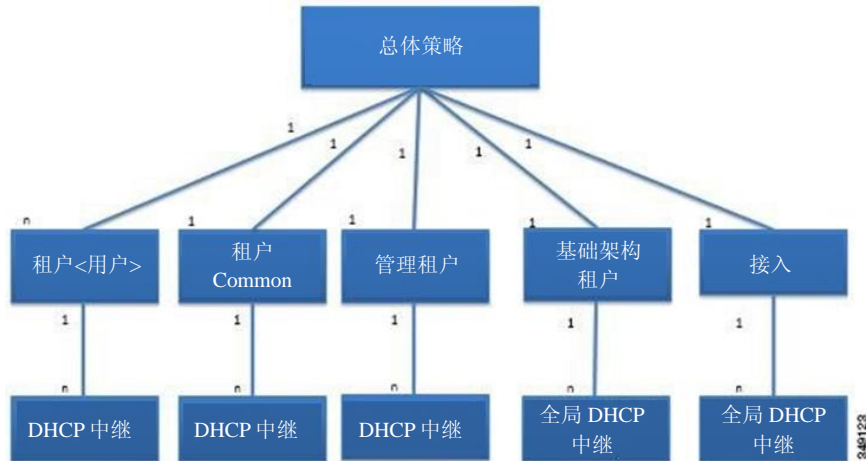 总体策略
1
1
1
1
1
n
1
1
1
1
租户<用户>
租户
Common
管理租户
基础架构
租户
接入
1
1
1
1
1
n
n
n
n
n
DHCP 中继
DHCP 中继
DHCP 中继
全局 DHCP
中继
全局 DHCP
中继
349123